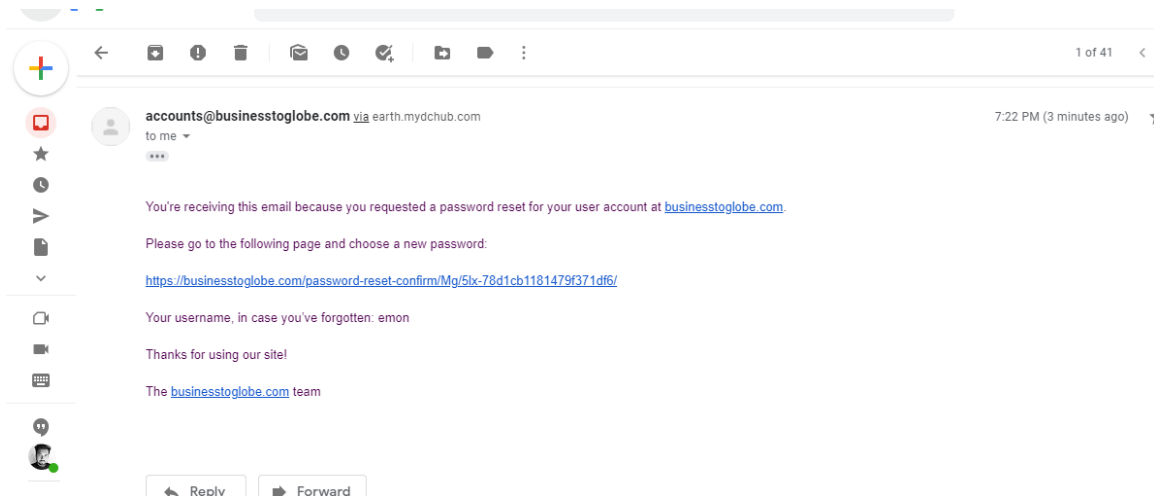 1 of 41
accounts@businesstoglobe.com via earth.mydchub.com
7:22 PM (3 minutes ago)
to me
You're receiving this email because you requested a password reset for your user account at businesstoglobe.com.
Please go to the following page and choose a new password:
https://businesstoglobe.com/password-reset-confirm/Mg/5lx-78d1cb1181479f371df6/
Your username, in case you've forgotten: emon
Thanks for using our site!
The businesstoglobe.com team
Reply
Forward